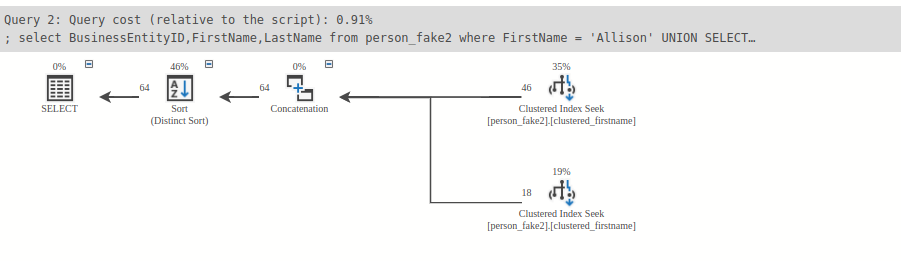 Query 2: Query cost (relative to the script): 0.91%
; select BusinessEntityID,FirstName,LastName from person_fake2 where FirstName = 'Allison' UNION SELECT…
0%
46%
0%
35%
64
64
46
A
Z
SELECT
Sort
(Distinct Sort)
Concatenation
Clustered Index Seek
[person_fake2].[clustered_firstname]
19%
18
Clustered Index Seek
[person_fake2].[clustered_firstname]